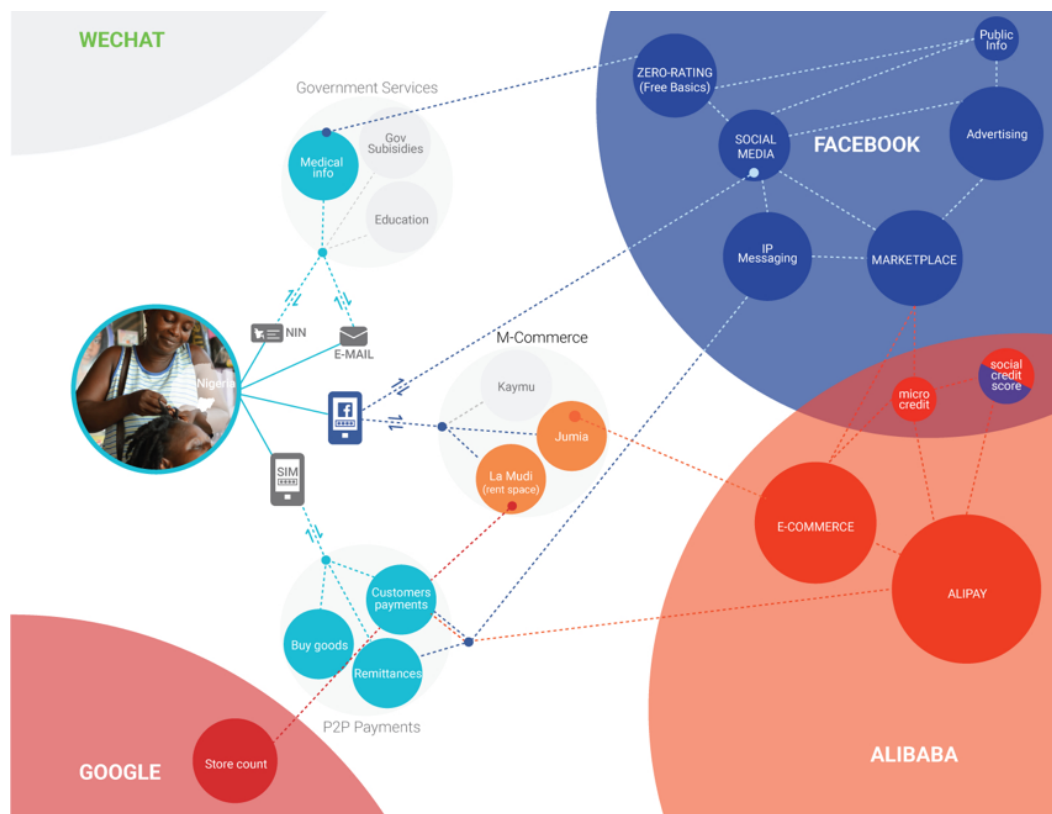 WECHAT
Government Services
Gov
Subisidies
Medical
info
Education
ZERO-RATING
(Free Basics)
Public
Info
SOCIAL
MEDIA
FACEBOOK
Advertising
IP
Messaging
MARKETPLACE
NIN
E-MAIL
Nigeria
M-Commerce
Kaymu
Jumia
La Mudi
(rent space)
SIM
micro
credit
social
credit
score
E-COMMERCE
ALIPAY
Customers
payments
Buy goods
Remittances
P2P Payments
Store count
GOOGLE
ALIBABA